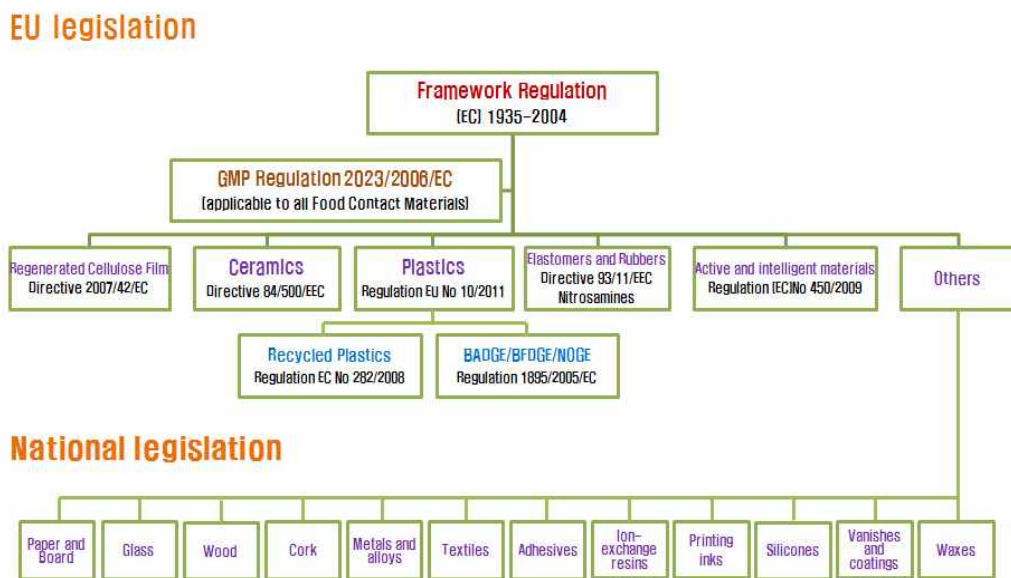 EU legislation
Framework Regulation
(EC) 1935-2004
GMP Regulation 2023/2006/EC
(applicable to all Food Contact Materials)
Regenerated Cellulose Film
Directive 2007/42/EC
Ceramics
Directive 84/500/EEC
Plastics
Regulation EU No 10/2011
Elastomers and Rubbers
Directive 93/11/EEC
Nitrosamines
Active and intelligent materials
Regulation (EC)No 450/2009
Others
Recycled Plastics
Regulation EC No 282/2008
BADGE/BFDGE/NOGE
Regulation 1895/2005/EC
National legislation
Paper and
Board
Glass
Wood
Cork
Metals and
alloys
Textiles
Adhesives
Ion-
exchange
resins
Printing
inks
Silicones
Vanishes
and
coatings
Waxes